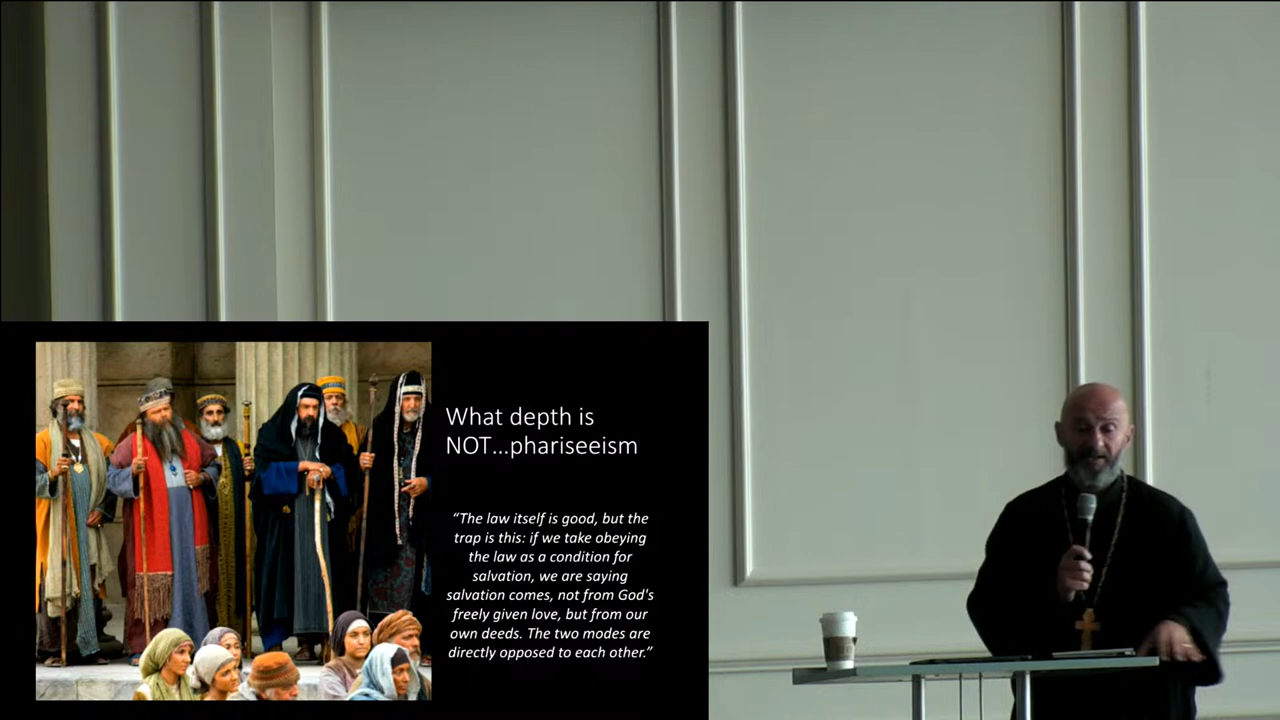 What depth is
NOT...phariseeism
“The law itself is good, but the
trap is this: if we take obeying
the law as a condition for
salvation, we are saying
salvation comes, not from God's
freely given love, but from our
own deeds. The two modes are
directly opposed to each other.”